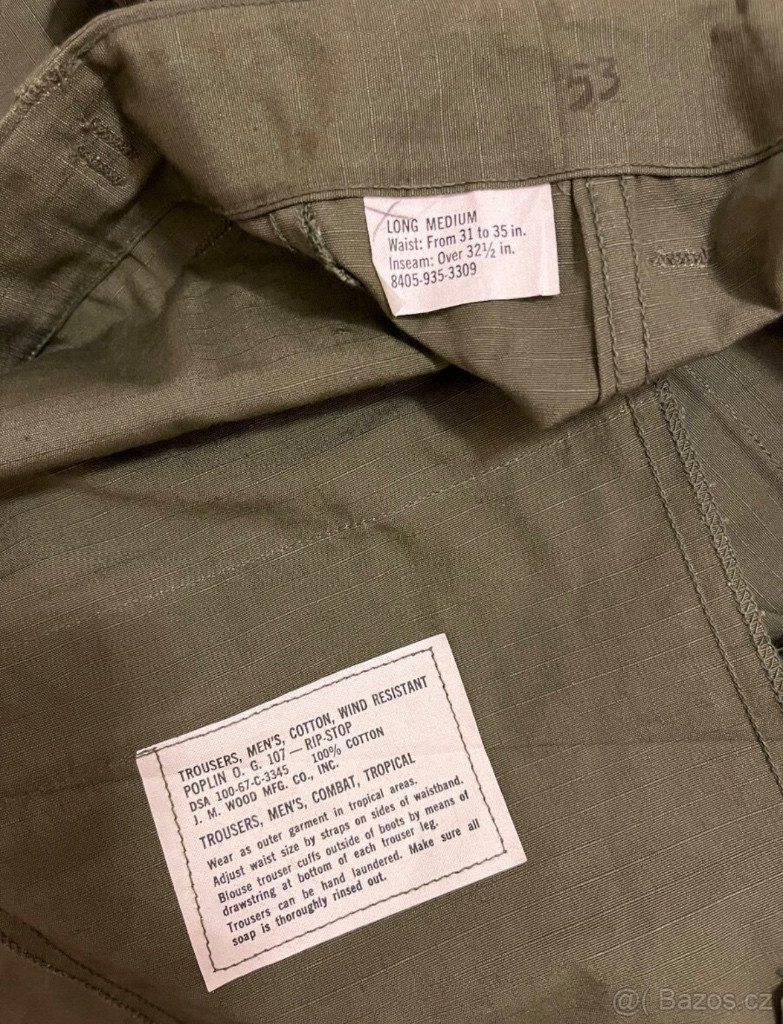 53
LONG MEDIUM
Waist: From 31 to 35 in.
Inseam: Over 32½ in.
8405-935-3309
TROUSERS, MEN'S, COTTON, WIND RESISTANT
POPLIN O. G. 107 — RIP-STOP
DSA 100-67-C-3345 100% COTTON
J. M. WOOD MFG. CO., INC.
TROUSERS, MEN'S, COMBAT, TROPICAL
Wear as outer garment in tropical areas.
Adjust waist size by straps on sides of waistband.
Blouse trouser cuffs outside of boots by means of
drawstring at bottom of each trouser leg.
Trousers can be hand laundered. Make sure all
soap is thoroughly rinsed out.
@( Bazos.cz